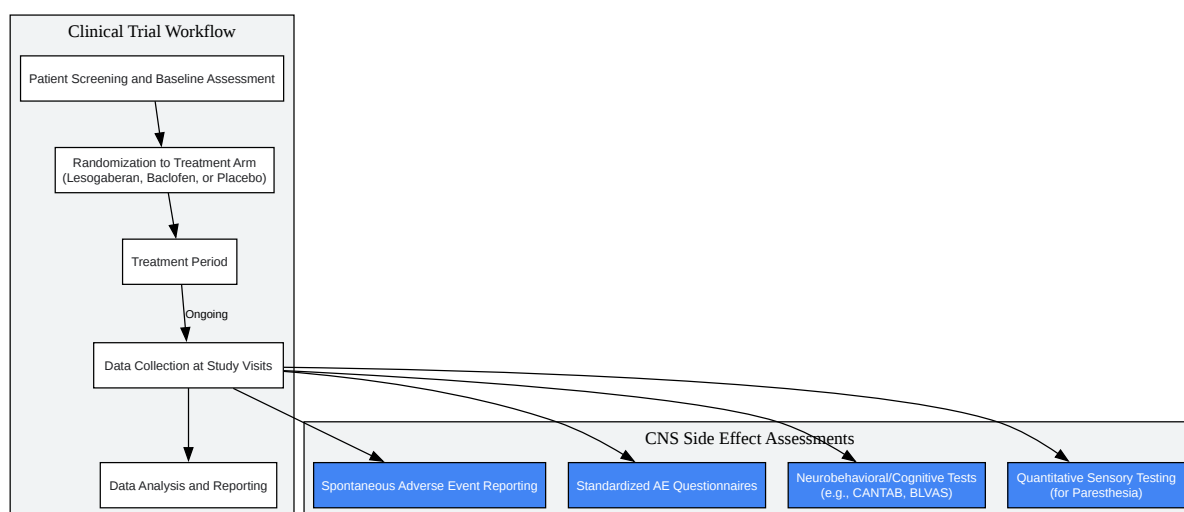 Clinical Trial Workflow
Patient Screening and Baseline Assessment
Randomization to Treatment Arm
(Lesogaberan, Baclofen, or Placebo)
Treatment Period
Ongoing
Data Collection at Study Visits
Data Analysis and Reporting
CNS Side Effect Assessments
Spontaneous Adverse Event Reporting
Standardized AE Questionnaires
Neurobehavioral/Cognitive Tests
(e.g., CANTAB, BLVAS)
Quantitative Sensory Testing
(for Paresthesia)